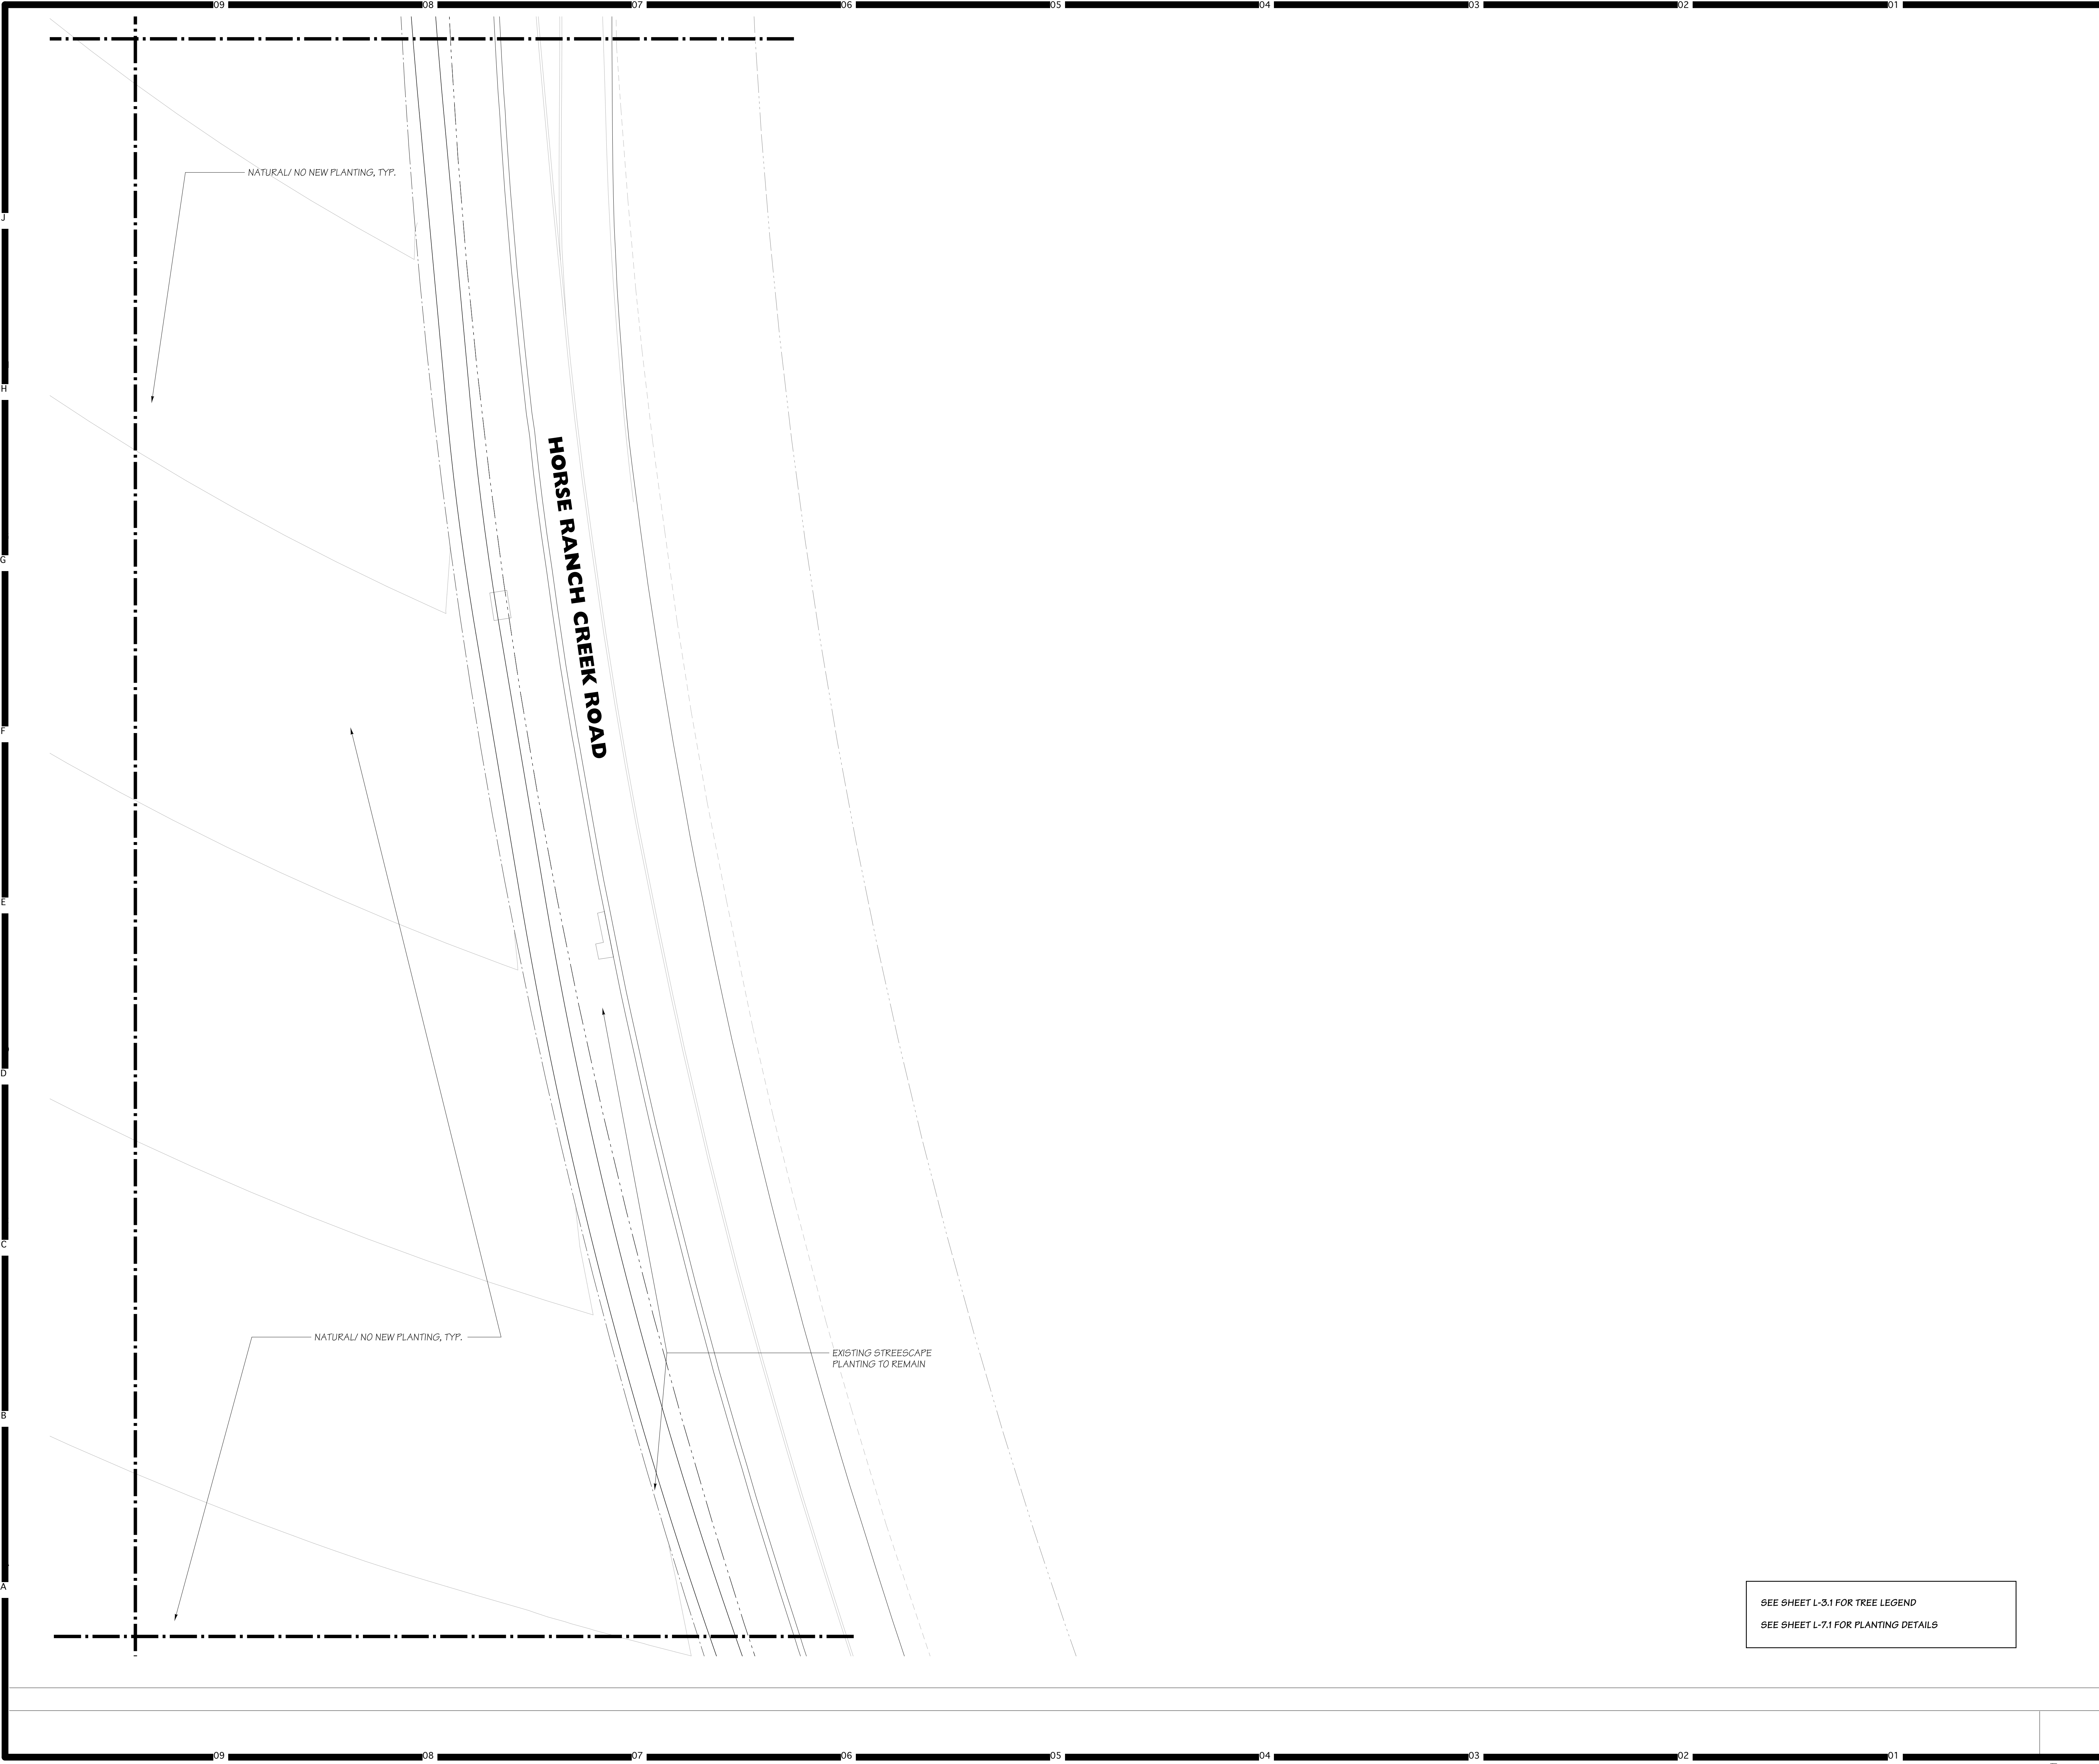 09 08 07 06 05 04 03 02 01
NATURAL/ NO NEW PLANTING, TYP.
J
H
G
HORSE RANCH CREEK ROAD
F
E
D
C
NATURAL/ NO NEW PLANTING, TYP.
EXISTING STREESCAPE
PLANTING TO REMAIN
B
A
SEE SHEET L-3.1 FOR TREE LEGEND
SEE SHEET L-7.1 FOR PLANTING DETAILS
09 08 07 06 05 04 03 02 01